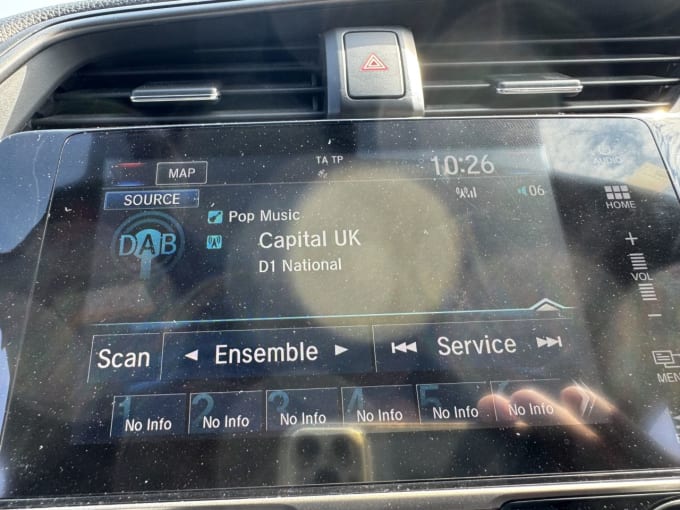 MAP
TA TP
10:26
AUDIO
SOURCE
06
HOME
Pop Music
DAB
Capital UK
D1 National
VOL
Scan
Ensemble
Service
MEN
1 2 3 4 5 6
No Info No Info No Info No Info No Info No Info